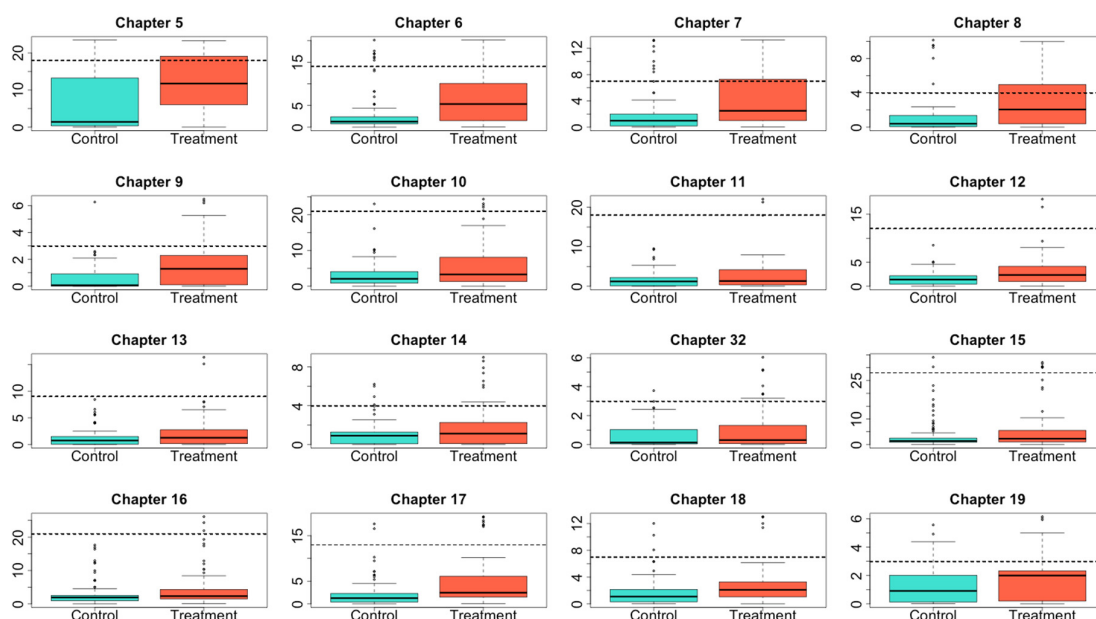 Chapter 5
0 10 20
Control Treatment
Chapter 6
0 5 15
Control Treatment
Chapter 7
0 4 8 12
Control Treatment
Chapter 8
0 4 8
Control Treatment
Chapter 9
0 2 4 6
Control Treatment
Chapter 10
0 10 20
Control Treatment
Chapter 11
0 10 20
Control Treatment
Chapter 12
0 5 15
Control Treatment
Chapter 13
0 5 10
Control Treatment
Chapter 14
0 4 8
Control Treatment
Chapter 32
0 2 4 6
Control Treatment
Chapter 15
0 10 25
Control Treatment
Chapter 16
0 10 20
Control Treatment
Chapter 17
0 5 15
Control Treatment
Chapter 18
0 4 8 12
Control Treatment
Chapter 19
0 2 4 6
Control Treatment